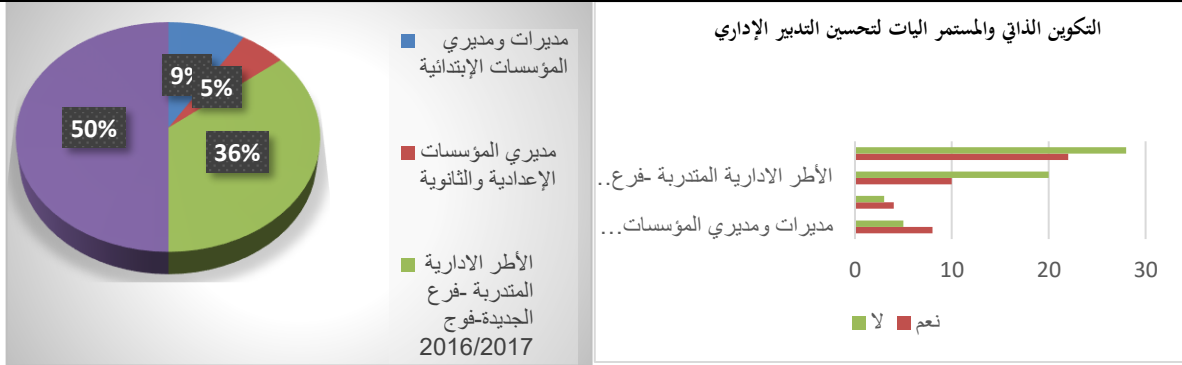 التكوين الذاتي والمستمر اليات لتحسين التدبير الإداري
الأطر الادارية المتدربة -فرع...
مديرات ومديري المؤسسات...
0
10
20
30
نعم
لا
مديرات ومديري
المؤسسات الإبتدائية
مديري المؤسسات
الإعدادية والثانوية
الأطر الادارية
المتدربة -فرع
الجديدة-فوج
2016/2017
9%
5%
36%
50%